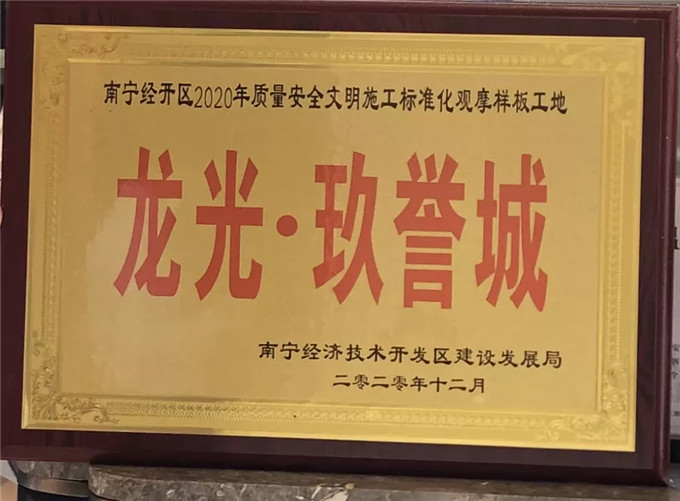 南宁经开区2020年质量安全文明施工标准化观摩样板工地
龙光·玖誉城
南宁经济技术开发区建设发展局
二零二零年十二月